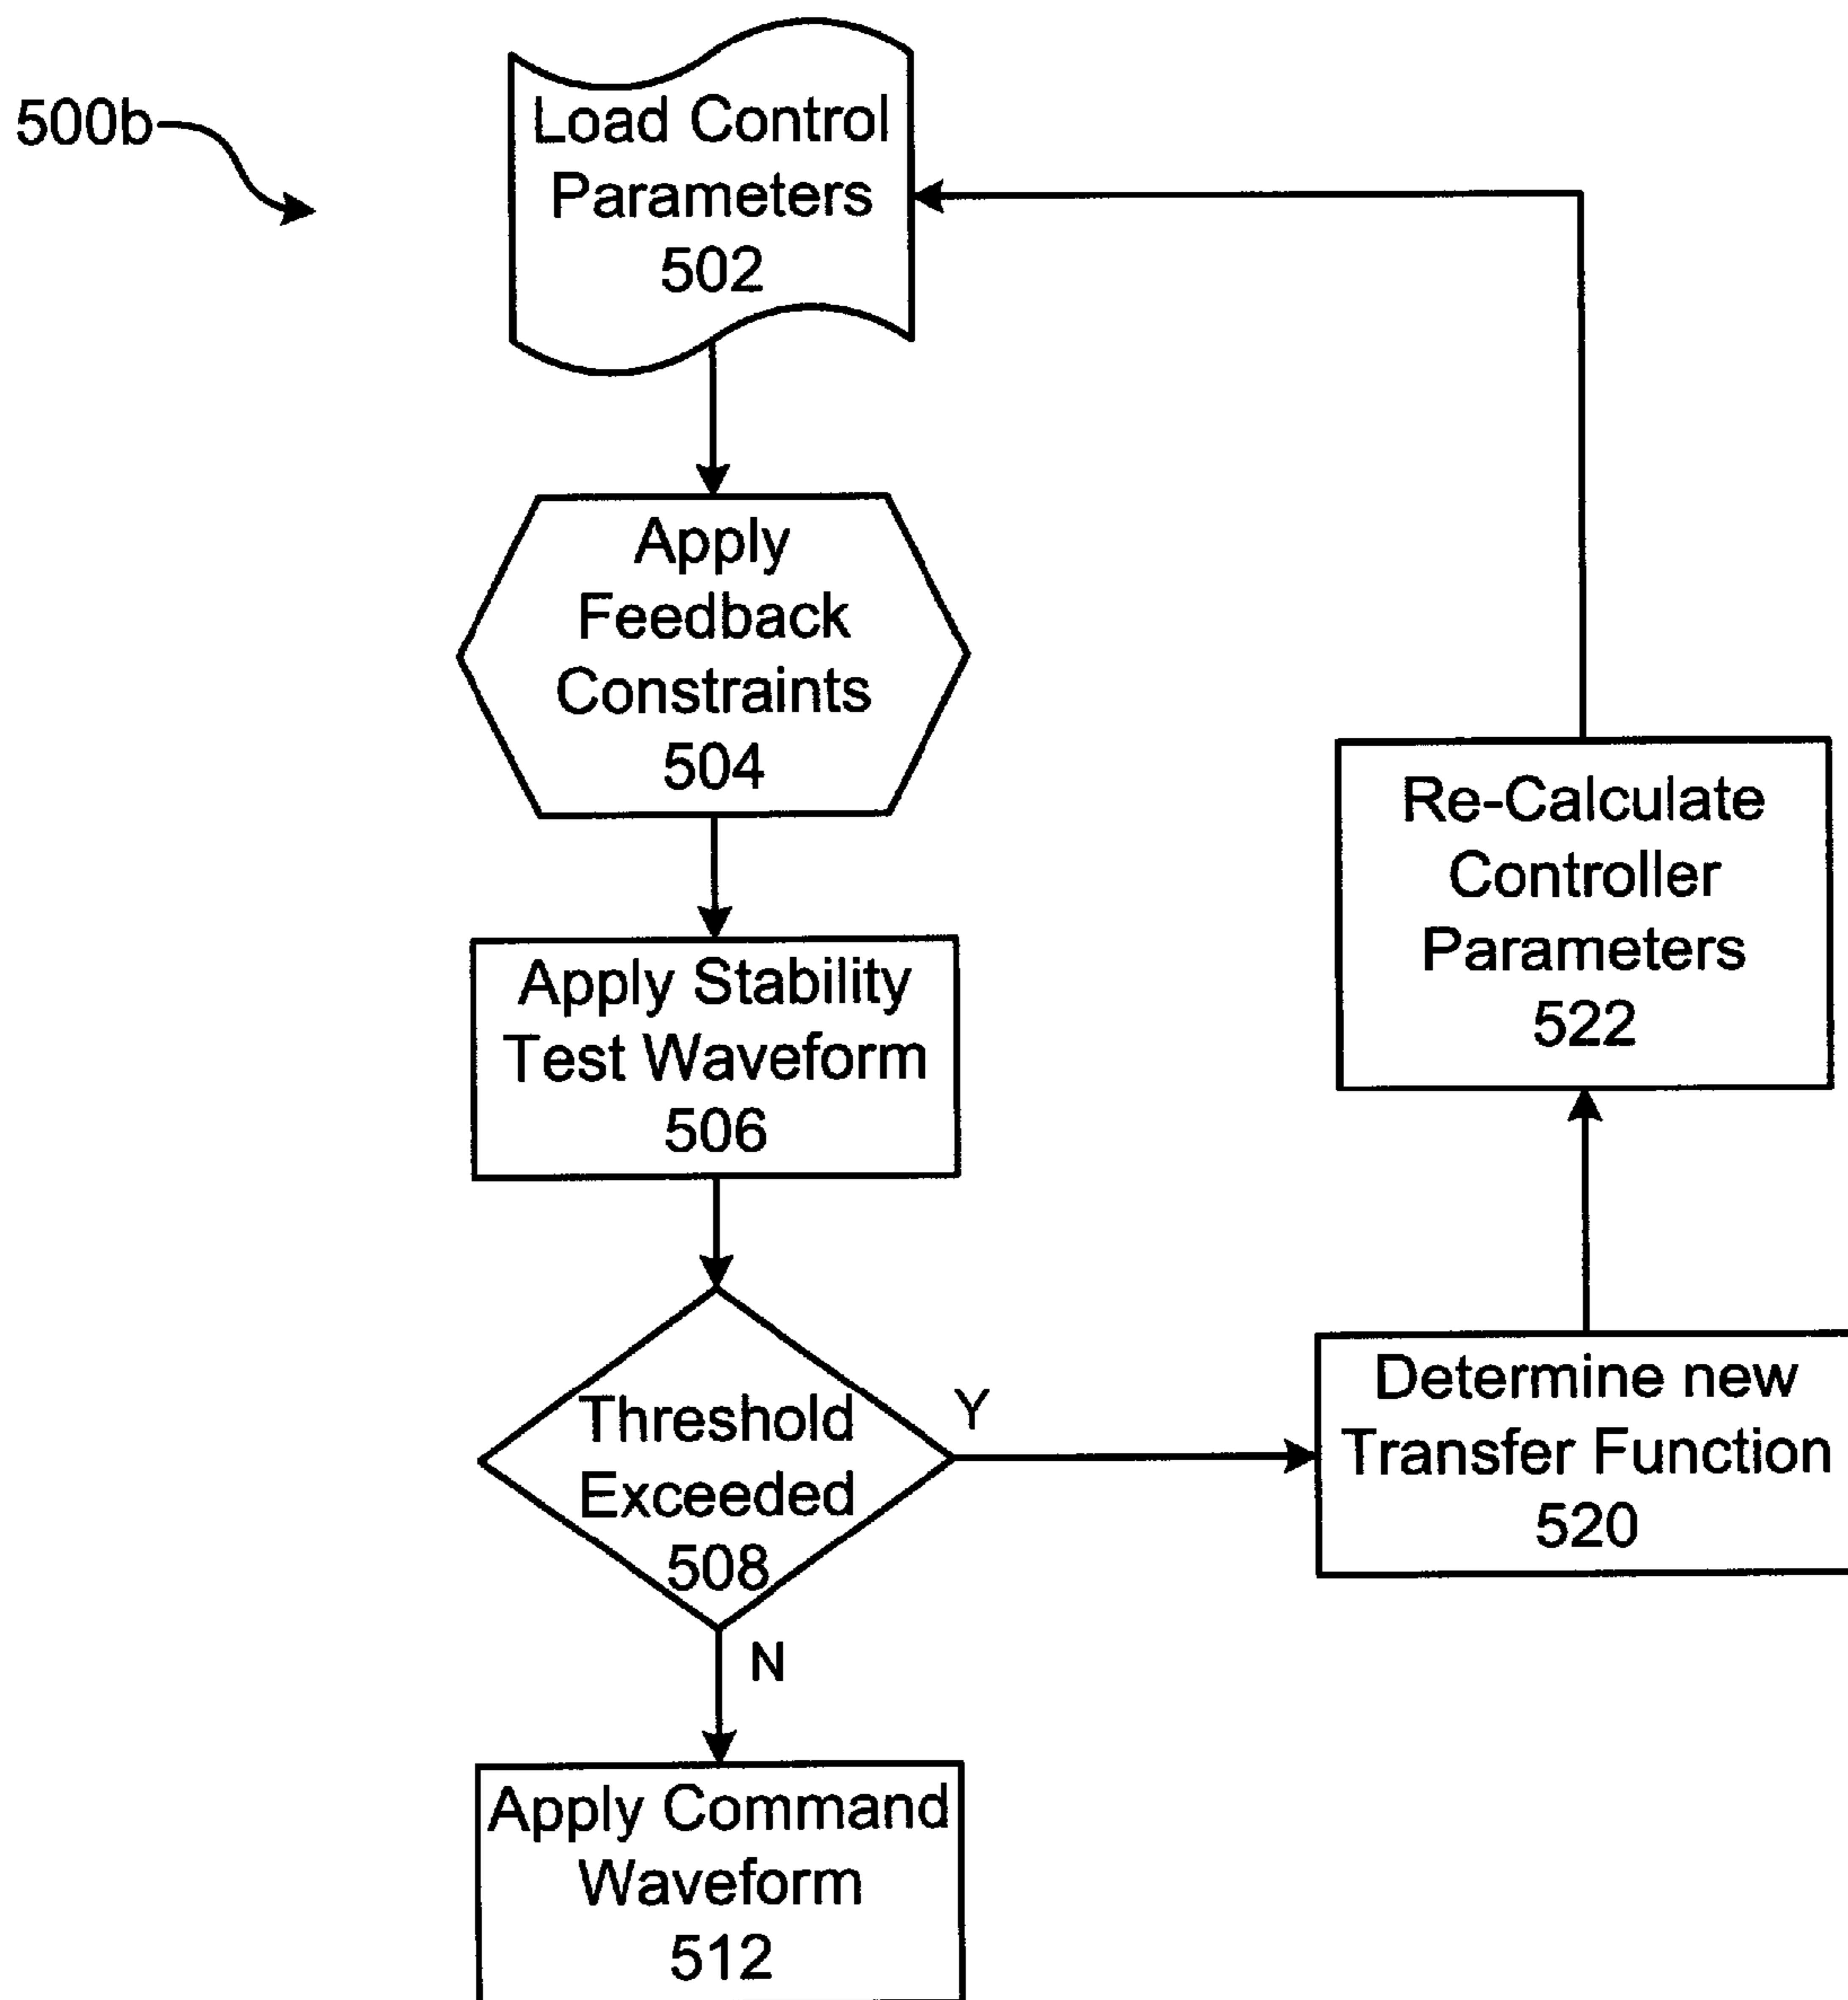 500b
Load Control
Parameters
502
Apply
Feedback
Constraints
504
Apply Stability
Test Waveform
506
Threshold
Exceeded
508
Y
N
Apply Command
Waveform
512
Determine new
Transfer Function
520
Re-Calculate
Controller
Parameters
522